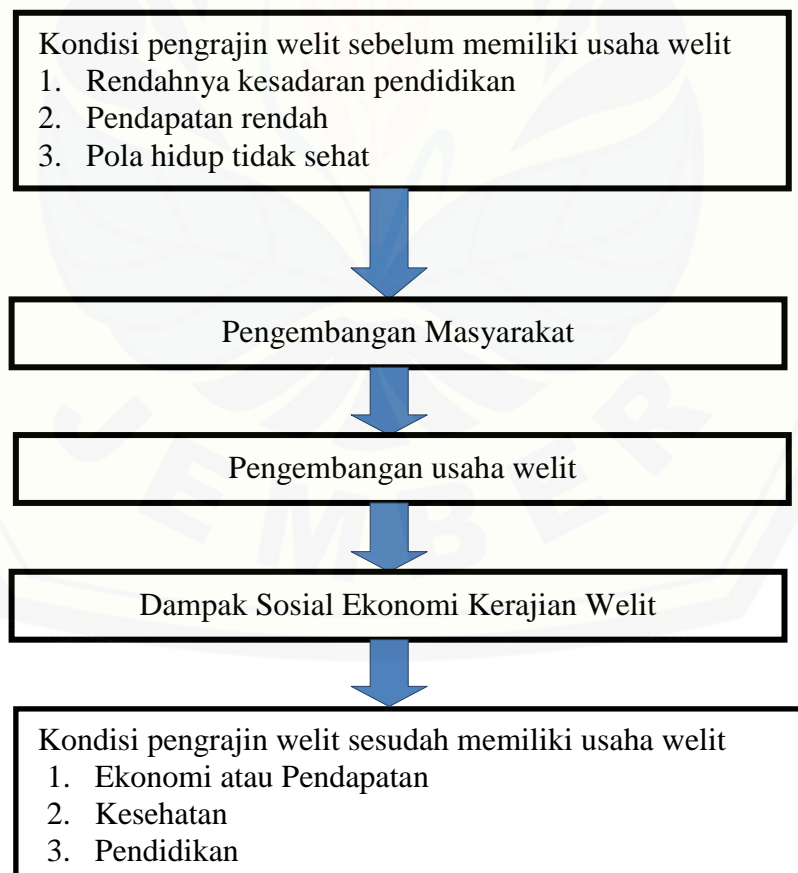 Kondisi pengrajin welit sebelum memiliki usaha welit
1. Rendahnya kesadaran pendidikan
2. Pendapatan rendah
3. Pola hidup tidak sehat
Pengembangan Masyarakat
Pengembangan usaha welit
Dampak Sosial Ekonomi Kerajian Welit
Kondisi pengrajin welit sesudah memiliki usaha welit
1. Ekonomi atau Pendapatan
2. Kesehatan
3. Pendidikan
JEMBER